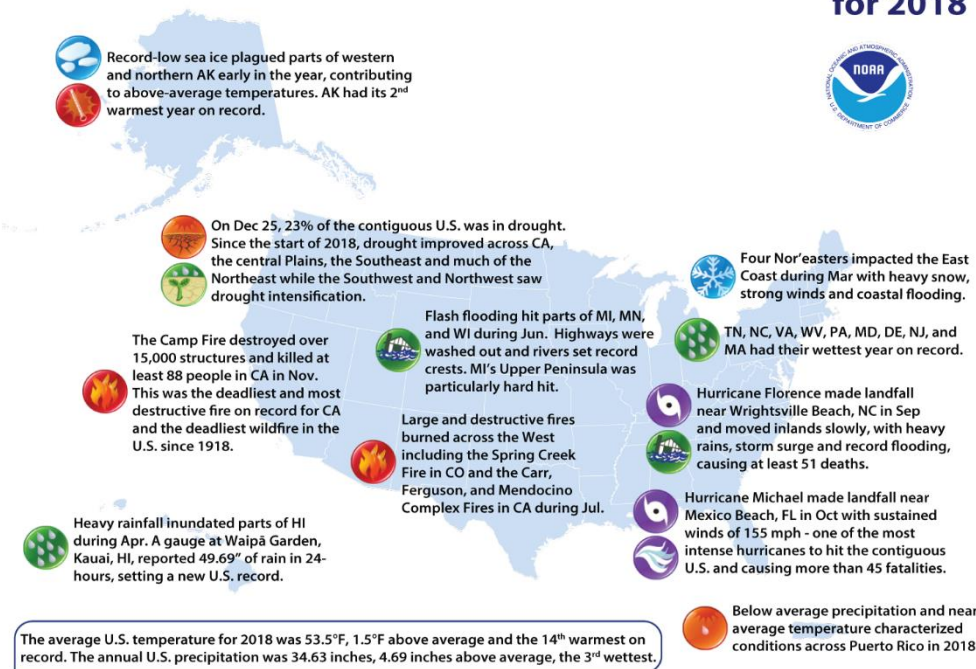 for 2018
NATIONAL OCEANIC AND ATMOSPHERIC ADMINISTRATION
NOAA
U.S. DEPARTMENT OF COMMERCE
Record-low sea ice plagued parts of western
and northern AK early in the year, contributing
to above-average temperatures. AK had its 2nd
warmest year on record.
On Dec 25, 23% of the contiguous U.S. was in drought.
Since the start of 2018, drought improved across CA,
the central Plains, the Southeast and much of the
Northeast while the Southwest and Northwest saw
drought intensification.
Four Nor'easters impacted the East
Coast during Mar with heavy snow,
strong winds and coastal flooding.
Flash flooding hit parts of MI, MN,
and WI during Jun. Highways were
washed out and rivers set record
crests. MI's Upper Peninsula was
particularly hard hit.
TN, NC, VA, WV, PA, MD, DE, NJ, and
MA had their wettest year on record.
The Camp Fire destroyed over
15,000 structures and killed at
least 88 people in CA in Nov.
This was the deadliest and most
destructive fire on record for CA
and the deadliest wildfire in the
U.S. since 1918.
Hurricane Florence made landfall
near Wrightsville Beach, NC in Sep
and moved inlands slowly, with heavy
rains, storm surge and record flooding,
causing at least 51 deaths.
Large and destructive fires
burned across the West
including the Spring Creek
Fire in CO and the Carr,
Ferguson, and Mendocino
Complex Fires in CA during Jul.
Hurricane Michael made landfall near
Mexico Beach, FL in Oct with sustained
winds of 155 mph - one of the most
intense hurricanes to hit the contiguous
U.S. and causing more than 45 fatalities.
Heavy rainfall inundated parts of HI
during Apr. A gauge at Waipā Garden,
Kauai, HI, reported 49.69" of rain in 24-
hours, setting a new U.S. record.
Below average precipitation and near
average temperature characterized
conditions across Puerto Rico in 2018
The average U.S. temperature for 2018 was 53.5°F, 1.5°F above average and the 14th warmest on
record. The annual U.S. precipitation was 34.63 inches, 4.69 inches above average, the 3rd wettest.